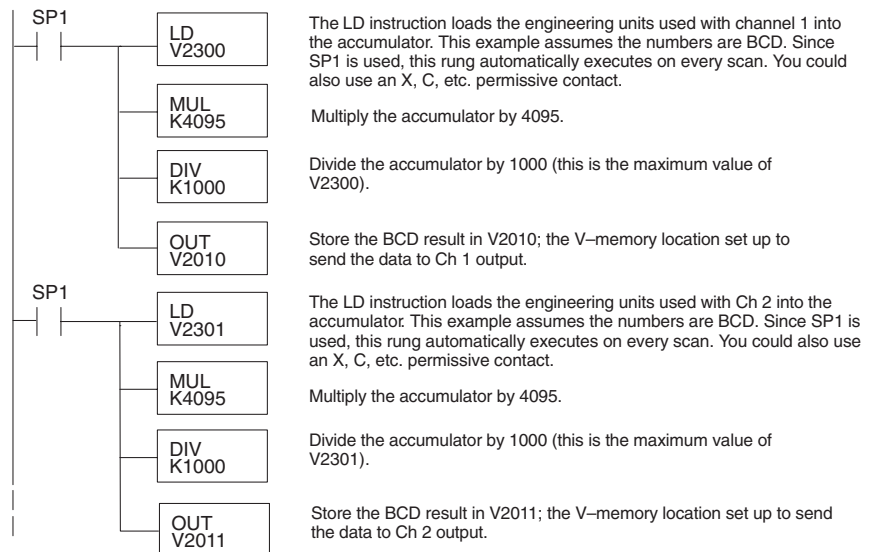 SP1
LD
V2300
The LD instruction loads the engineering units used with channel 1 into
the accumulator. This example assumes the numbers are BCD. Since
SP1 is used, this rung automatically executes on every scan. You could
also use an X, C, etc. permissive contact.
MUL
K4095
Multiply the accumulator by 4095.
DIV
K1000
Divide the accumulator by 1000 (this is the maximum value of
V2300).
OUT
V2010
Store the BCD result in V2010; the V–memory location set up to
send the data to Ch 1 output.
SP1
LD
V2301
The LD instruction loads the engineering units used with Ch 2 into the
accumulator. This example assumes the numbers are BCD. Since SP1 is
used, this rung automatically executes on every scan. You could also use
an X, C, etc. permissive contact.
MUL
K4095
Multiply the accumulator by 4095.
DIV
K1000
Divide the accumulator by 1000 (this is the maximum value of
V2301).
OUT
V2011
Store the BCD result in V2011; the V–memory location set up to send
the data to Ch 2 output.